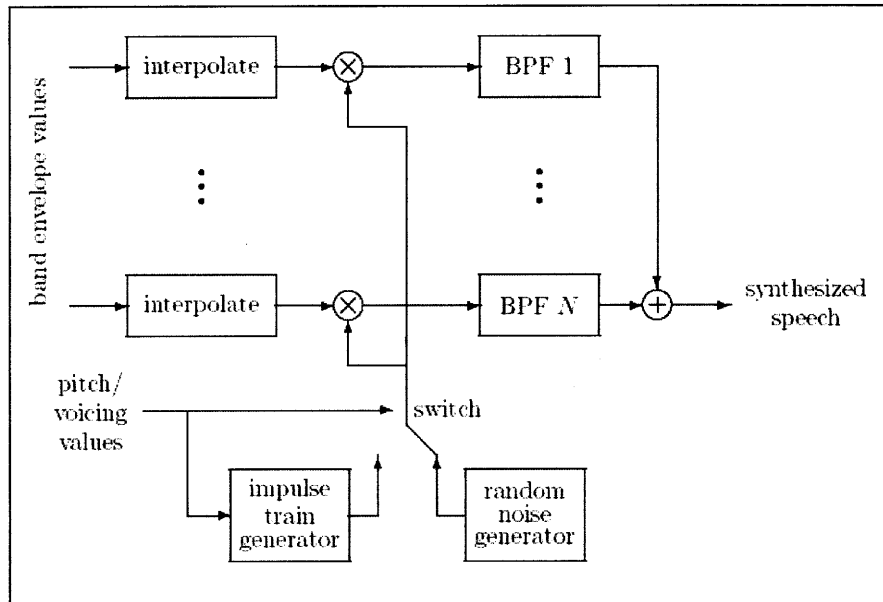 band envelope values
interpolate
×
BPF 1
interpolate
×
BPF N
+
synthesized
speech
pitch/
voicing
values
switch
impulse
train
generator
random
noise
generator